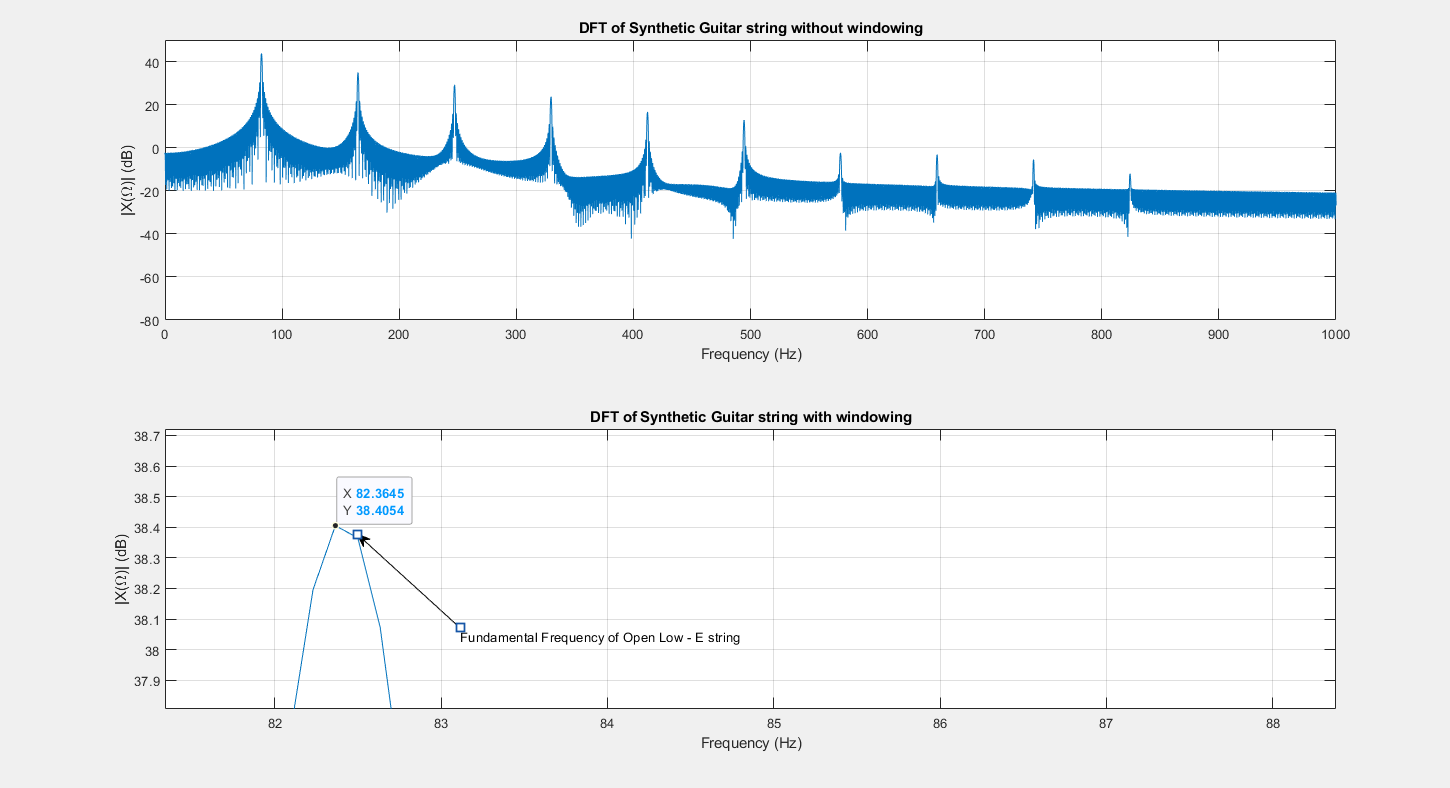 DFT of Synthetic Guitar string without windowing
|X(Ω)| (dB)
40
20
0
-20
-40
-60
-80
0 100 200 300 400 500 600 700 800 900 1000
Frequency (Hz)
DFT of Synthetic Guitar string with windowing
|X(Ω)| (dB)
38.7
38.6
38.5
38.4
38.3
38.2
38.1
38
37.9
X 82.3645
Y 38.4054
Fundamental Frequency of Open Low - E string
82 83 84 85 86 87 88
Frequency (Hz)